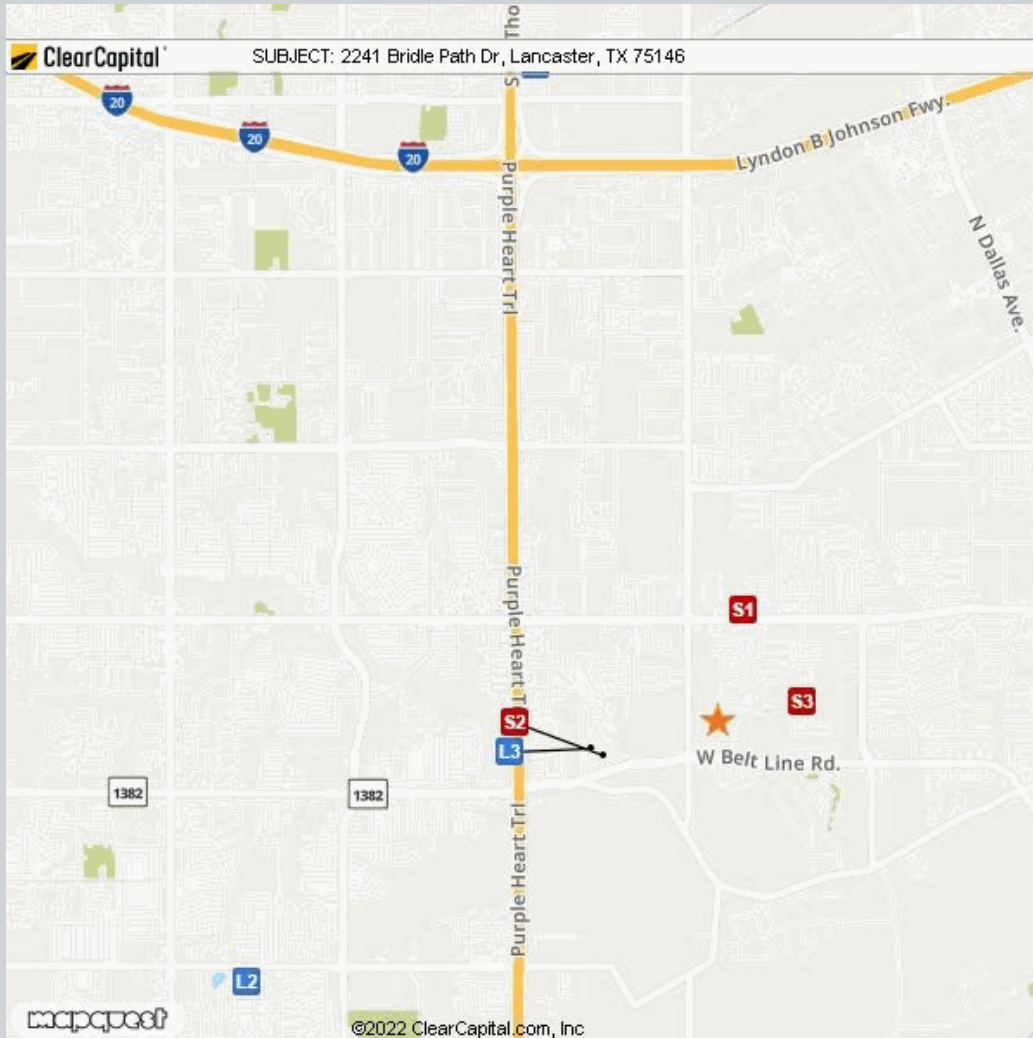 S Tho
ClearCapital
SUBJECT: 2241 Bridle Path Dr, Lancaster, TX 75146
20
20
20
Lyndon B Johnson Fwy.
Purple Heart Trl
N Dallas Ave.
Purple Heart T
S1
S3
S2
L3
W Belt Line Rd.
1382
1382
Purple Heart Trl
L2
mapquest
©2022 ClearCapital.com, Inc